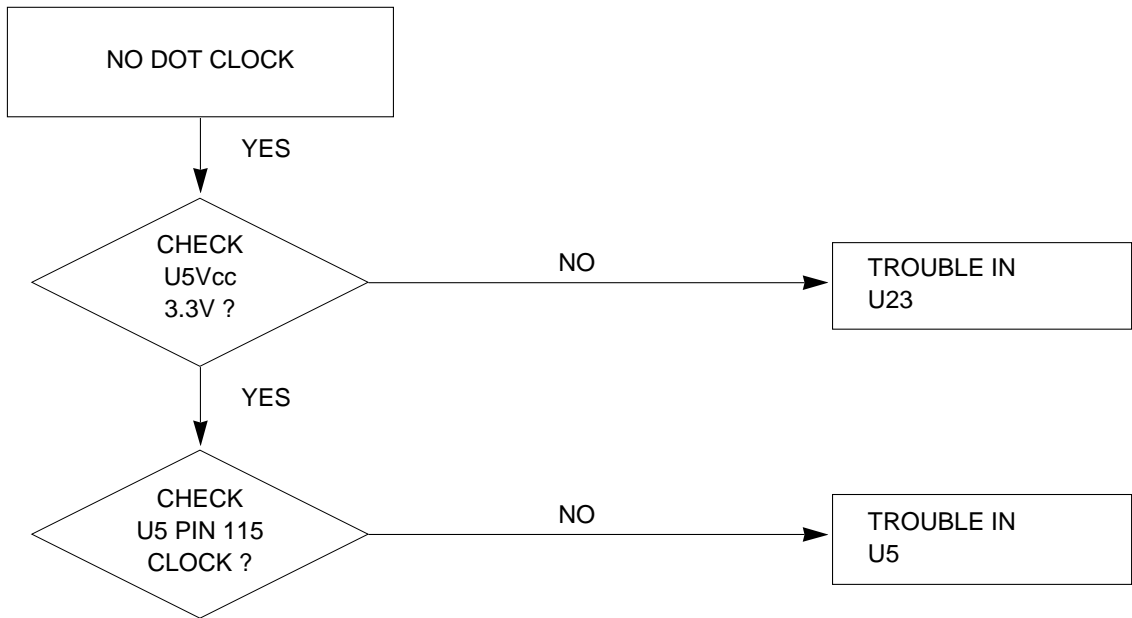 NO DOT CLOCK
YES
CHECK
U5Vcc
3.3V ?
NO
TROUBLE IN
U23
YES
CHECK
U5 PIN 115
CLOCK ?
NO
TROUBLE IN
U5